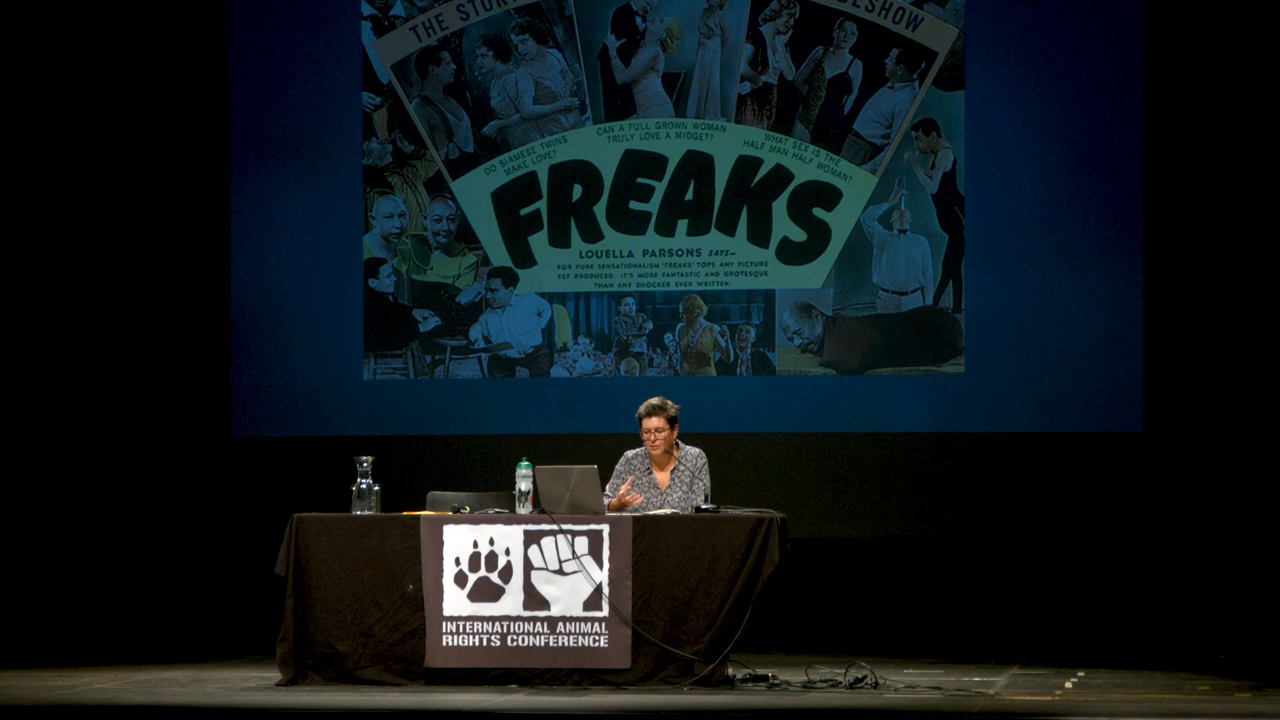 THE STORY
SIDESHOW
DO SIAMESE TWINS
MAKE LOVE?
CAN A FULL GROWN WOMAN
TRULY LOVE A MIDGET?
WHAT SEX IS THE
HALF MAN HALF WOMAN?
FREAKS
LOUELLA PARSONS SAYS—
FOR PURE SENSATIONALISM "FREAKS" TOPS ANY PICTURE
YET PRODUCED. IT'S MORE FANTASTIC AND GROTESQUE
THAN ANY SHOCKER EVER WRITTEN.
INTERNATIONAL ANIMAL
RIGHTS CONFERENCE